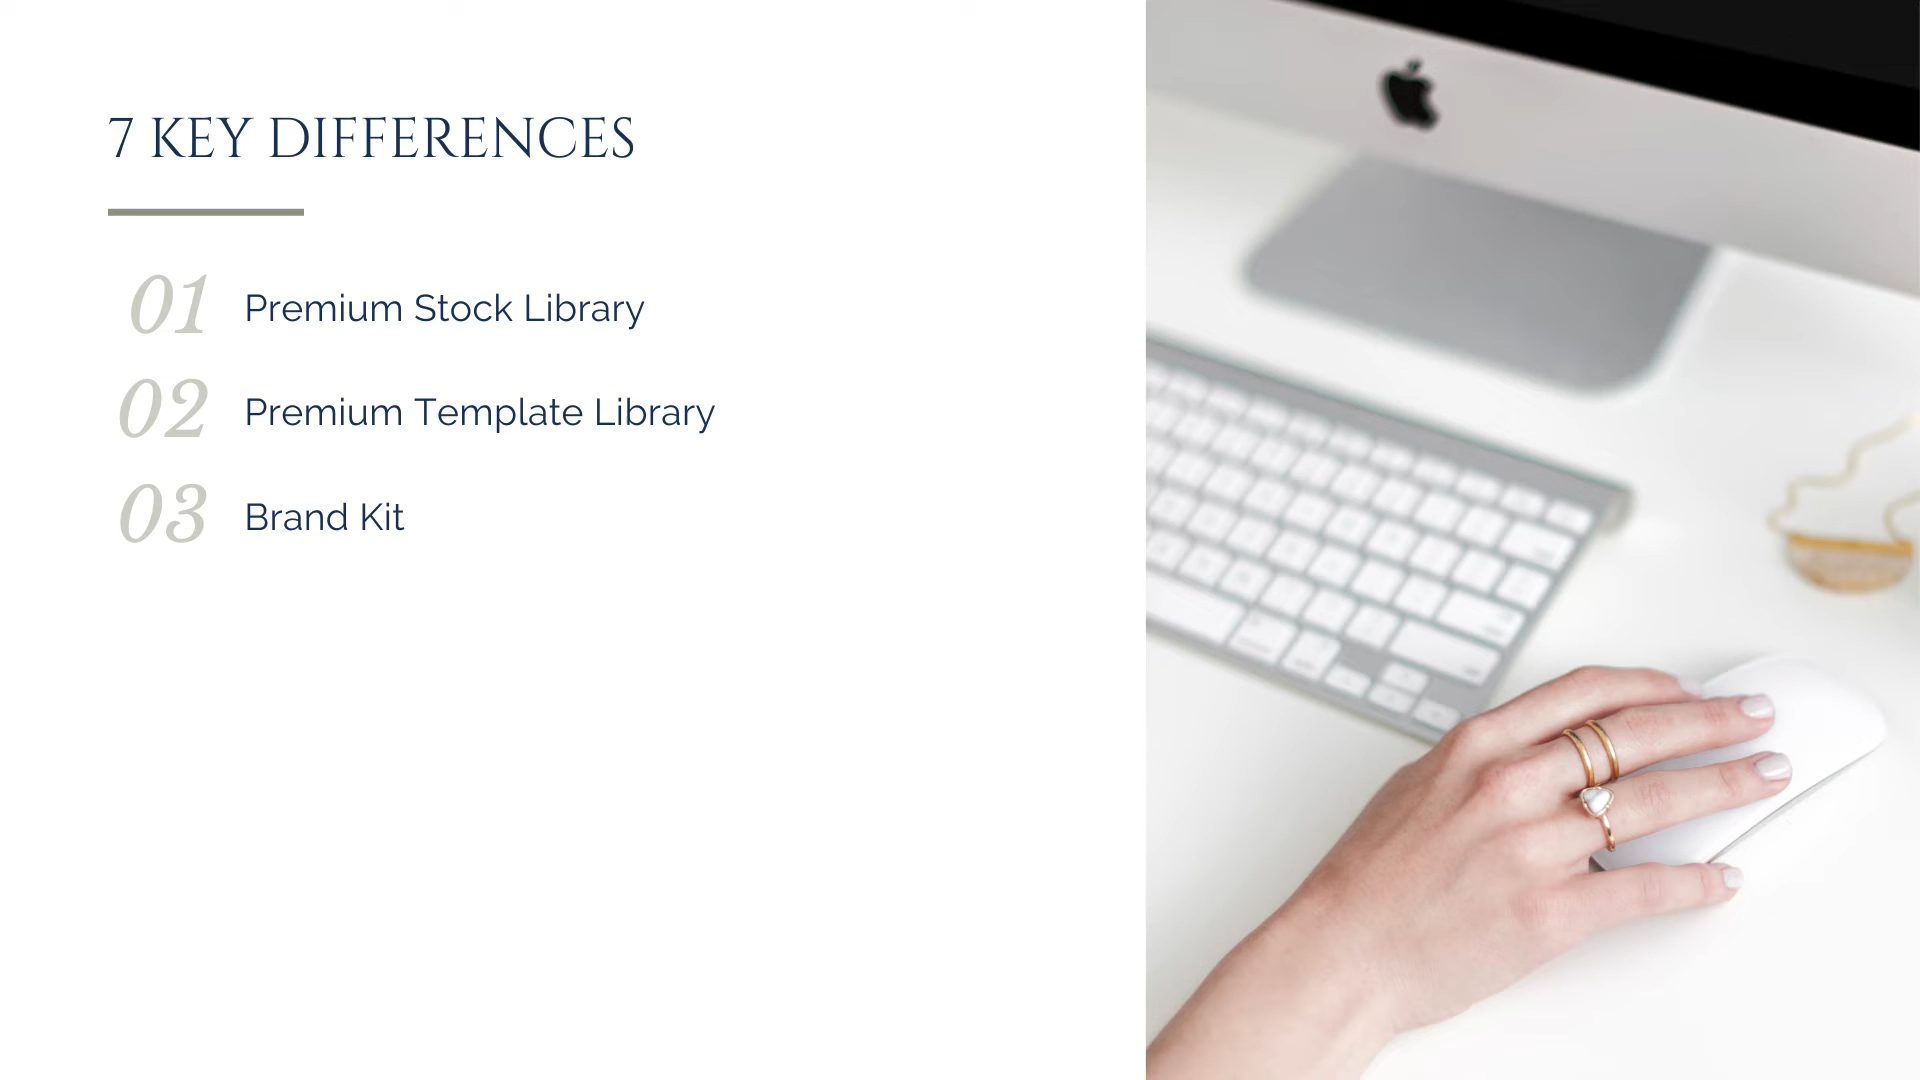 7 KEY DIFFERENCES
01 Premium Stock Library
02 Premium Template Library
03 Brand Kit